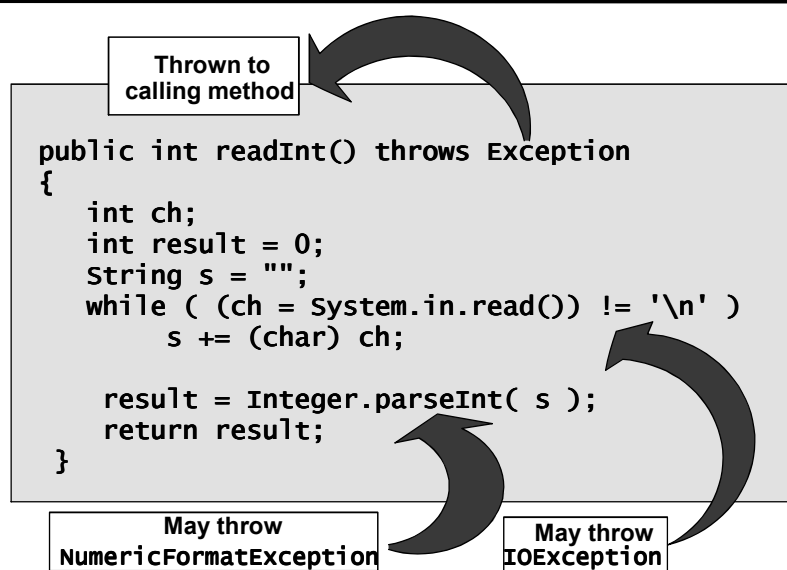 Thrown to
calling method
public int readInt() throws Exception
{
int ch;
int result = 0;
String s = "";
while ( (ch = System.in.read()) != '\n' )
s += (char) ch;
result = Integer.parseInt( s );
return result;
}
May throw
NumericFormatException
May throw
IOException